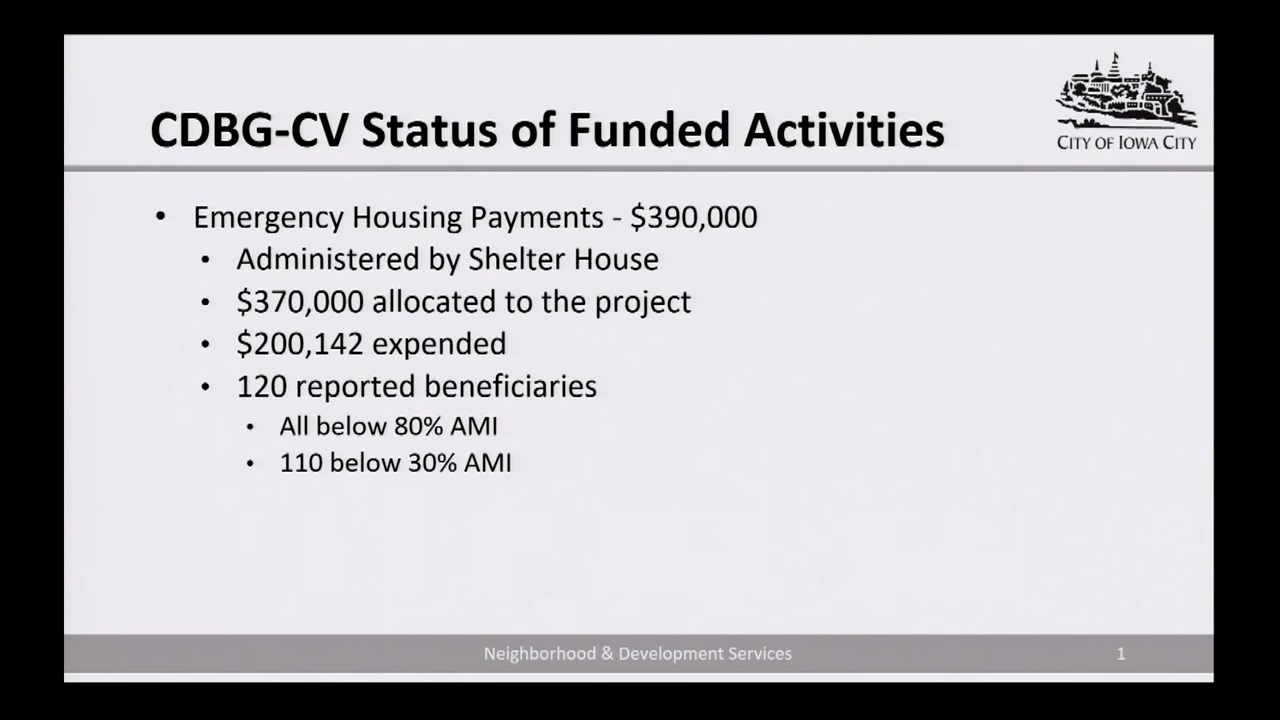 CDBG-CV Status of Funded Activities
CITY OF IOWA CITY
• Emergency Housing Payments - $390,000
• Administered by Shelter House
• $370,000 allocated to the project
• $200,142 expended
• 120 reported beneficiaries
• All below 80% AMI
• 110 below 30% AMI
Neighborhood & Development Services
1